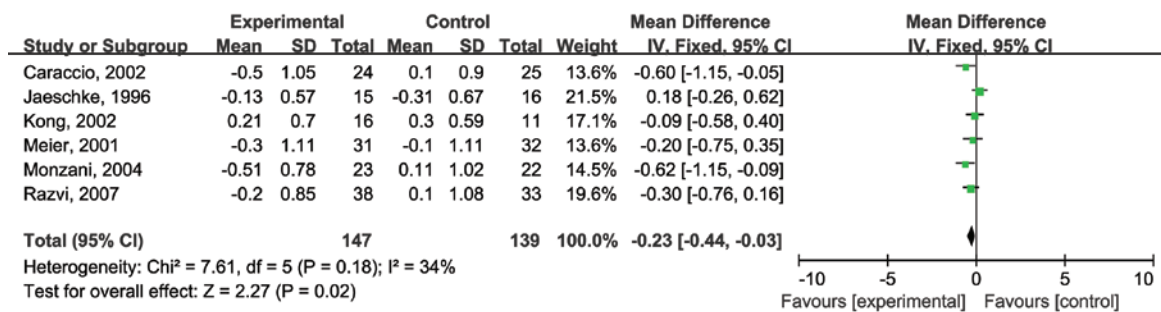 Experimental Control Mean Difference Mean Difference
Study or Subgroup Mean SD Total Mean SD Total Weight IV, Fixed, 95% CI IV, Fixed, 95% CI
Caraccio, 2002 -0.5 1.05 24 0.1 0.9 25 13.6% -0.60 [-1.15, -0.05]
Jaeschke, 1996 -0.13 0.57 15 -0.31 0.67 16 21.5% 0.18 [-0.26, 0.62]
Kong, 2002 0.21 0.7 16 0.3 0.59 11 17.1% -0.09 [-0.58, 0.40]
Meier, 2001 -0.3 1.11 31 -0.1 1.11 32 13.6% -0.20 [-0.75, 0.35]
Monzani, 2004 -0.51 0.78 23 0.11 1.02 22 14.5% -0.62 [-1.15, -0.09]
Razvi, 2007 -0.2 0.85 38 0.1 1.08 33 19.6% -0.30 [-0.76, 0.16]
Total (95% CI) 147 139 100.0% -0.23 [-0.44, -0.03]
Heterogeneity: Chi² = 7.61, df = 5 (P = 0.18); I² = 34%
Test for overall effect: Z = 2.27 (P = 0.02)
-10 -5 0 5 10
Favours [experimental] Favours [control]